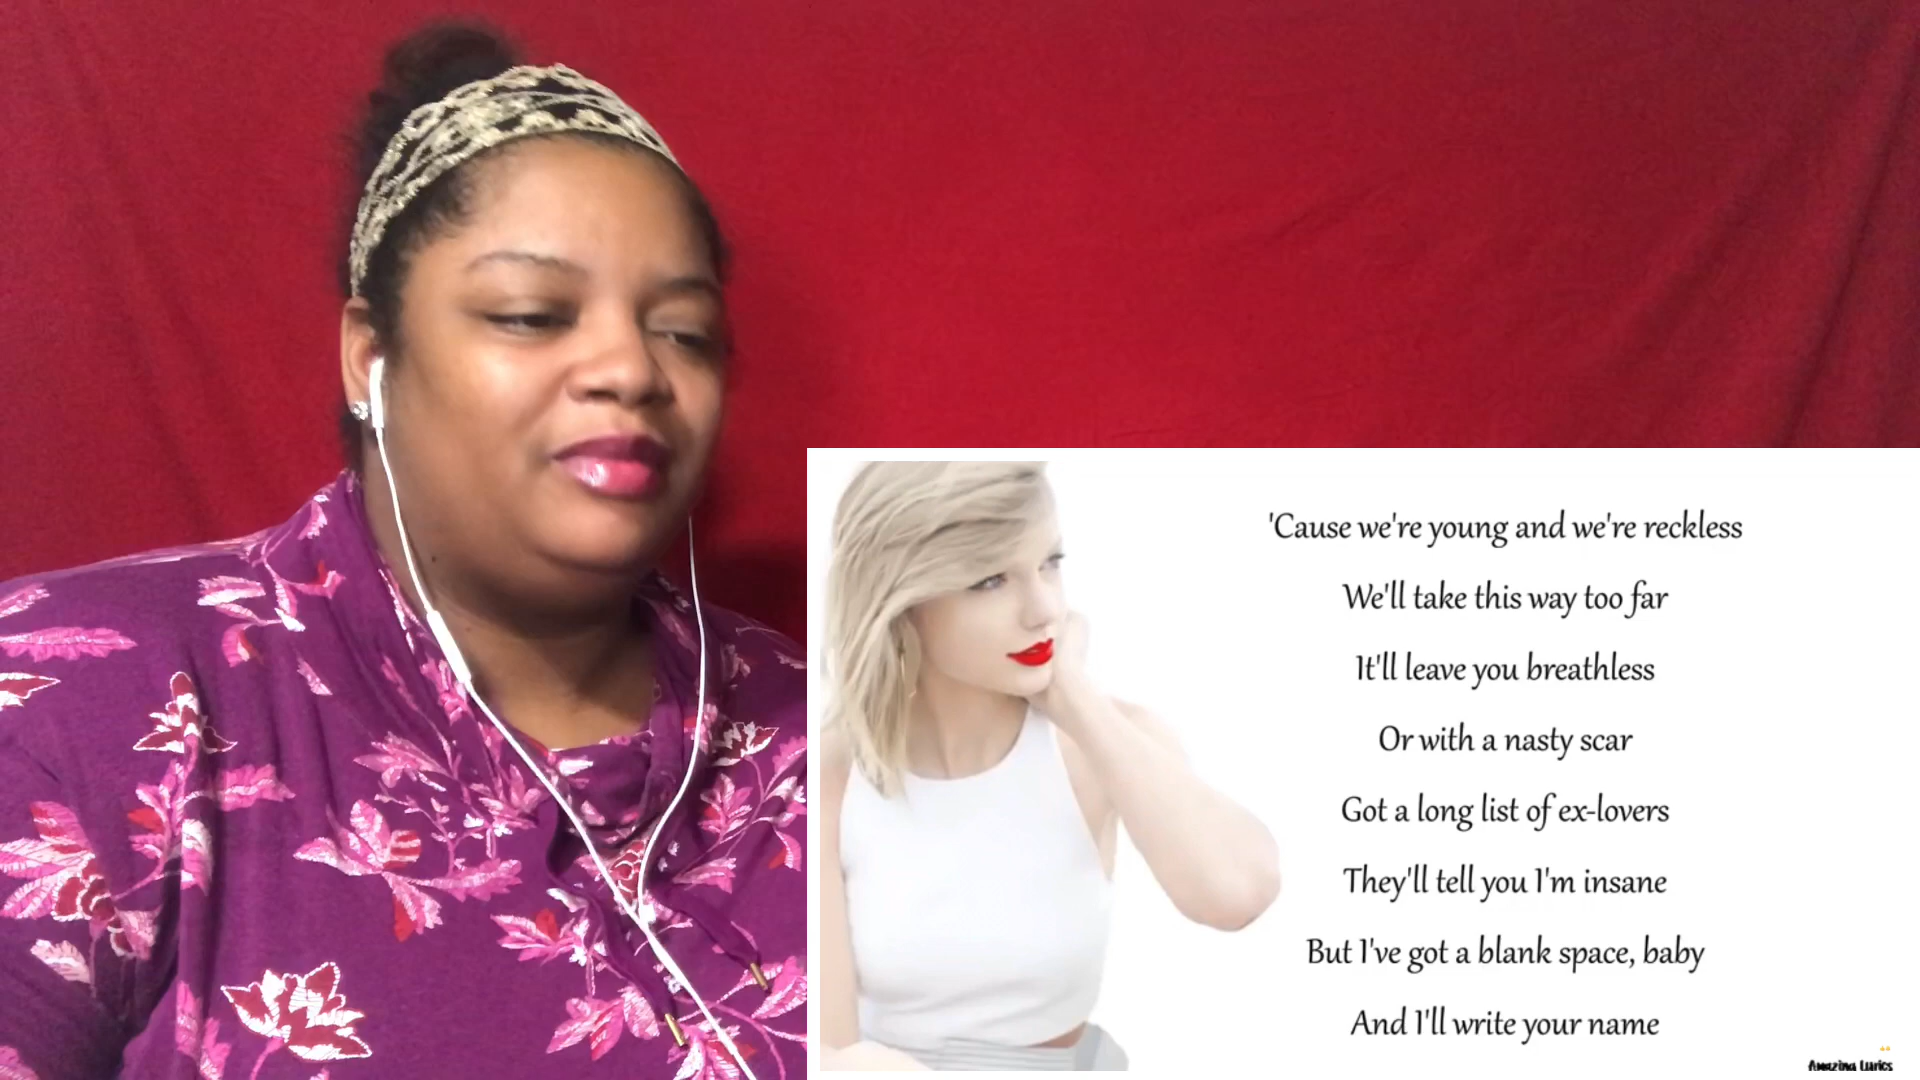 'Cause we're young and we're reckless
We'll take this way too far
It'll leave you breathless
Or with a nasty scar
Got a long list of ex-lovers
They'll tell you I'm insane
But I've got a blank space, baby
And I'll write your name
Amazing Lyrics